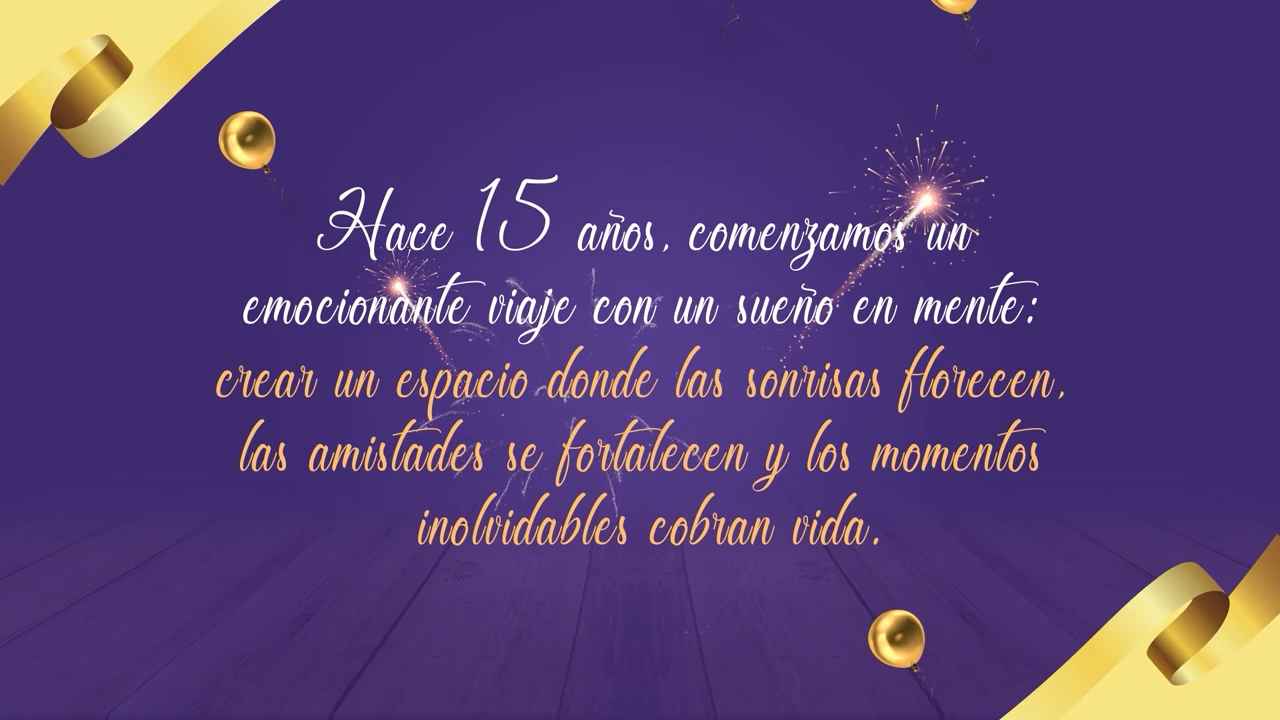 Hace 15 años, comenzamos un
emocionante viaje con un sueño en mente:
crear un espacio donde las sonrisas florecen,
las amistades se fortalecen y los momentos
inolvidables cobran vida.